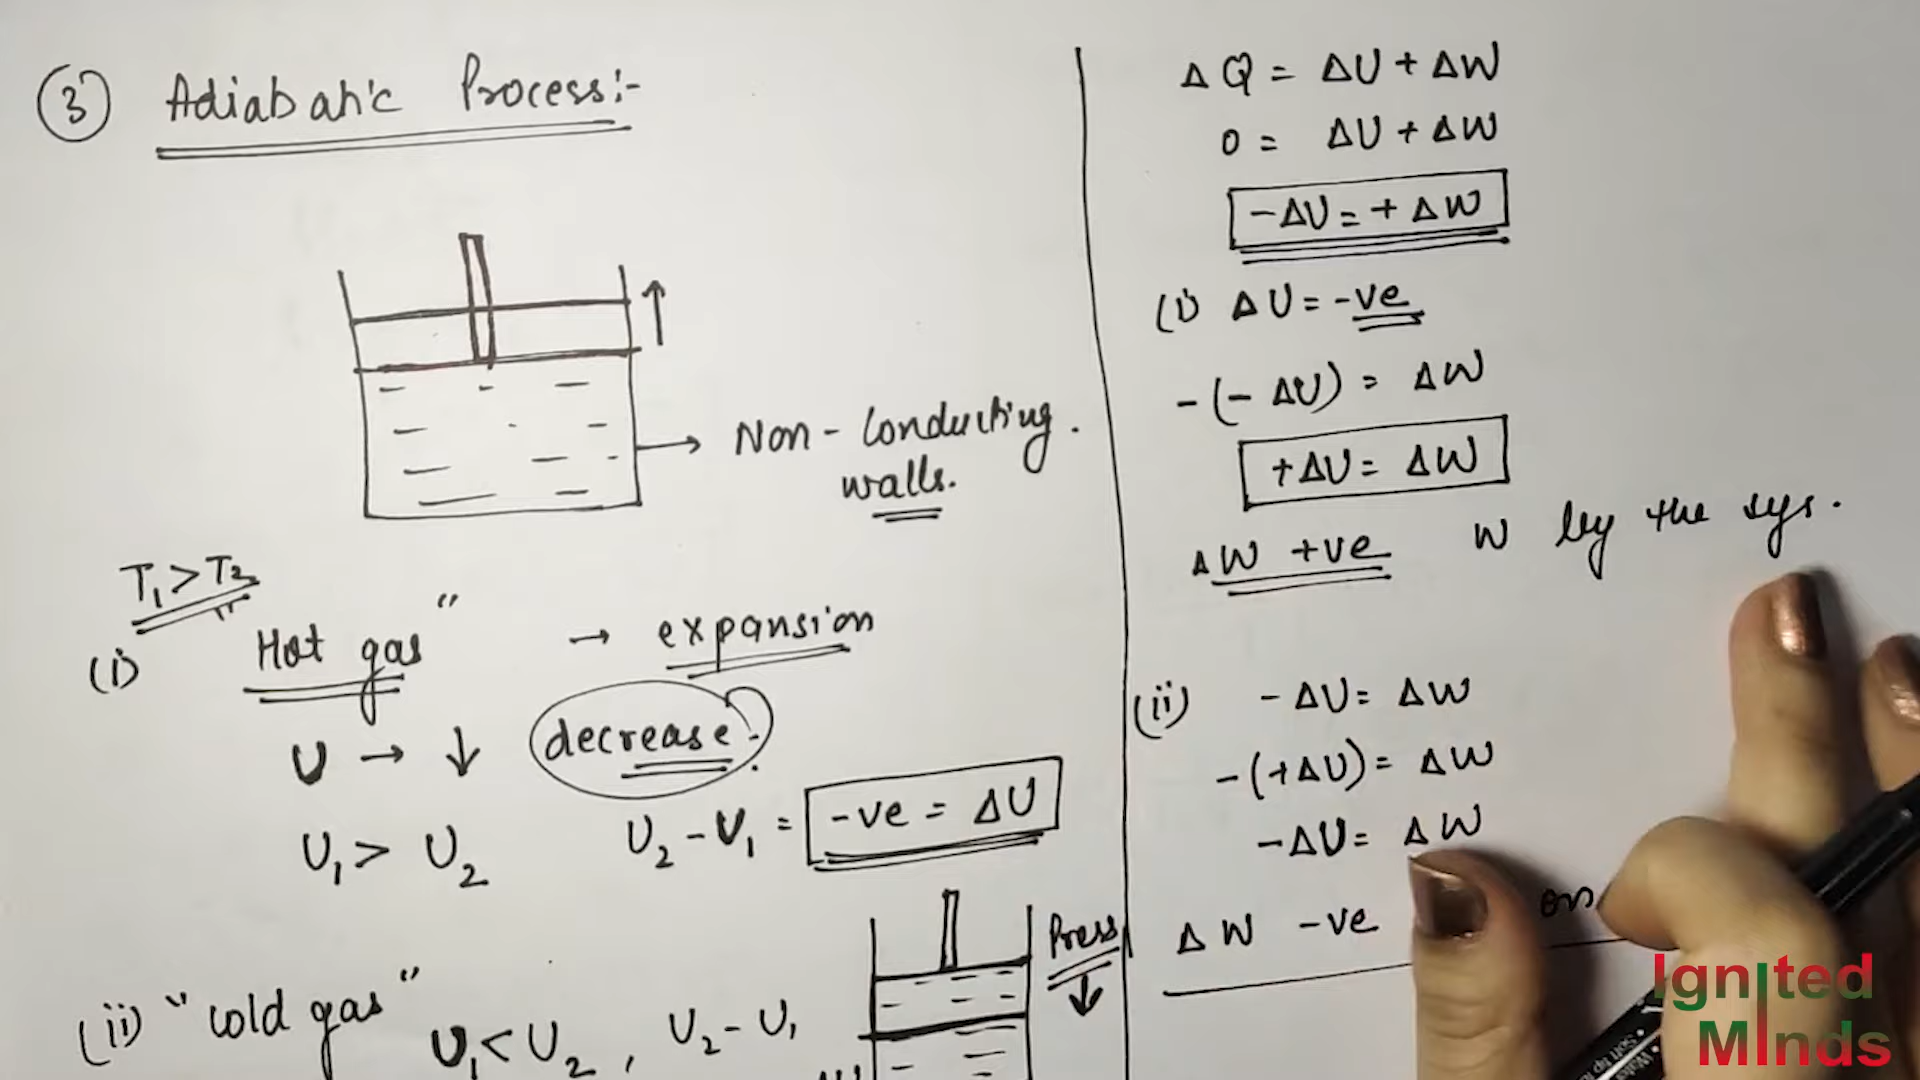 ③ Adiabatic Process:-
Non-Conducting.
walls.
T₁ > T₂
(i) "Hot gas" → expansion
U → ↓ decrease.
U₁ > U₂ U₂ - U₁ = -ve = ΔU
(ii) "Cold gas" U₁ < U₂, U₂ - U₁
Press ↓
ΔQ = ΔU + ΔW
0 = ΔU + ΔW
-ΔU = + ΔW
(i) ΔU = -ve
-(- ΔU) = ΔW
+ΔU = ΔW
ΔW +ve W by the sys.
(ii) -ΔU = ΔW
-(+ΔU) = ΔW
-ΔU = ΔW
ΔW -ve on
Ignited
Minds